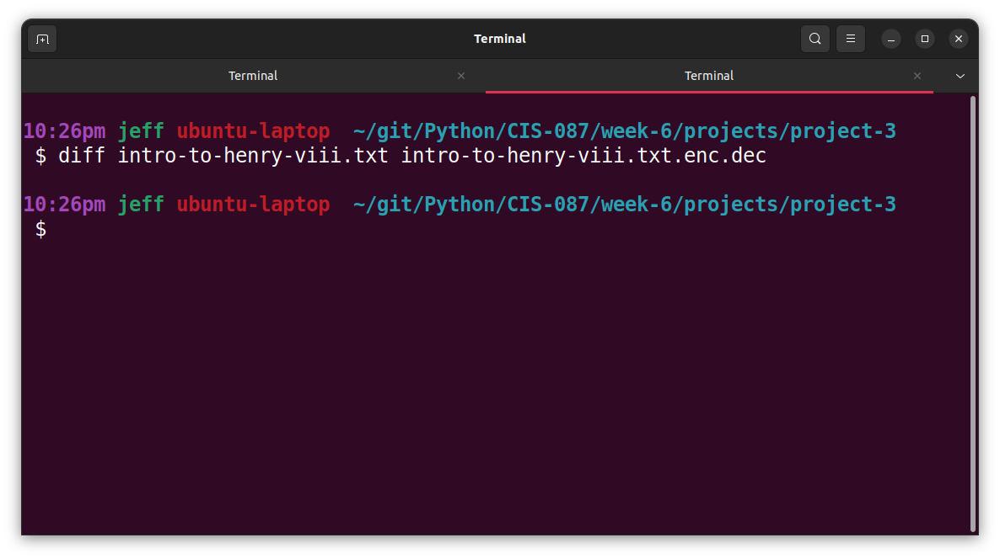 Terminal
Terminal Terminal
10:26pm jeff ubuntu-laptop ~/git/Python/CIS-087/week-6/projects/project-3
$ diff intro-to-henry-viii.txt intro-to-henry-viii.txt.enc.dec
10:26pm jeff ubuntu-laptop ~/git/Python/CIS-087/week-6/projects/project-3
$